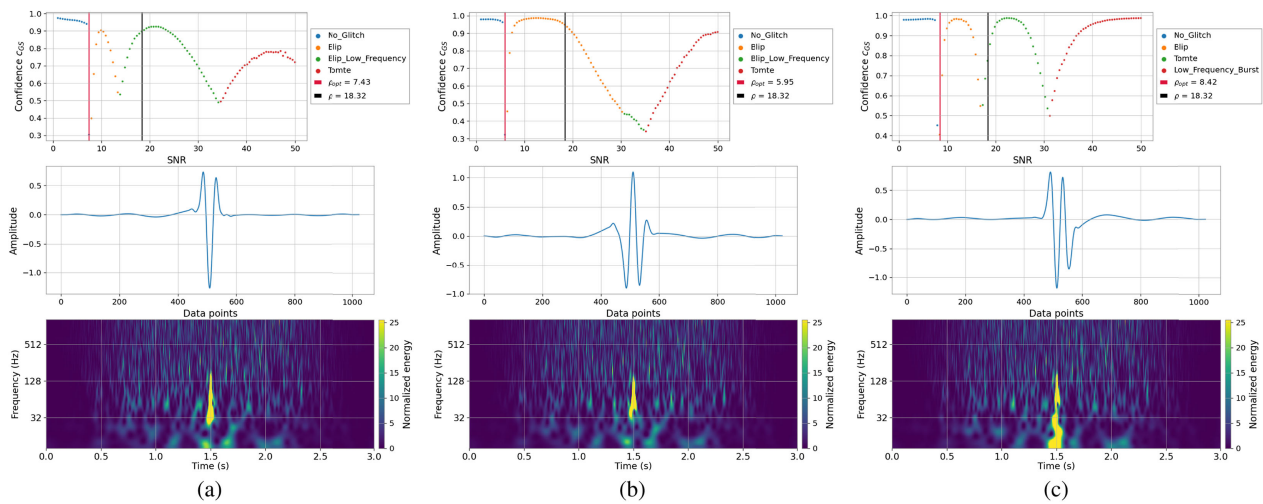 Confidence c_GS
1.0
0.9
0.8
0.7
0.6
0.5
0.4
0.3
0 10 20 30 40 50
SNR
No_Glitch
Elip
Elip_Low_Frequency
Tomte
ρ_opt = 7.43
ρ = 18.32
Amplitude
0.5
0.0
−0.5
−1.0
0 200 400 600 800 1000
Data points
Frequency (Hz)
512
128
32
0.0 0.5 1.0 1.5 2.0 2.5 3.0
Time (s)
25
20
15
10
5
0
Normalized energy
(a)
Confidence c_GS
1.0
0.9
0.8
0.7
0.6
0.5
0.4
0.3
0 10 20 30 40 50
SNR
No_Glitch
Elip
Elip_Low_Frequency
Tomte
ρ_opt = 5.95
ρ = 18.32
Amplitude
1.0
0.5
0.0
−0.5
−1.0
0 200 400 600 800 1000
Data points
Frequency (Hz)
512
128
32
0.0 0.5 1.0 1.5 2.0 2.5 3.0
Time (s)
25
20
15
10
5
0
Normalized energy
(b)
Confidence c_GS
1.0
0.9
0.8
0.7
0.6
0.5
0.4
0 10 20 30 40 50
SNR
No_Glitch
Elip
Tomte
Low_Frequency_Burst
ρ_opt = 8.42
ρ = 18.32
Amplitude
0.5
0.0
−0.5
−1.0
0 200 400 600 800 1000
Data points
Frequency (Hz)
512
128
32
0.0 0.5 1.0 1.5 2.0 2.5 3.0
Time (s)
25
20
15
10
5
0
Normalized energy
(c)